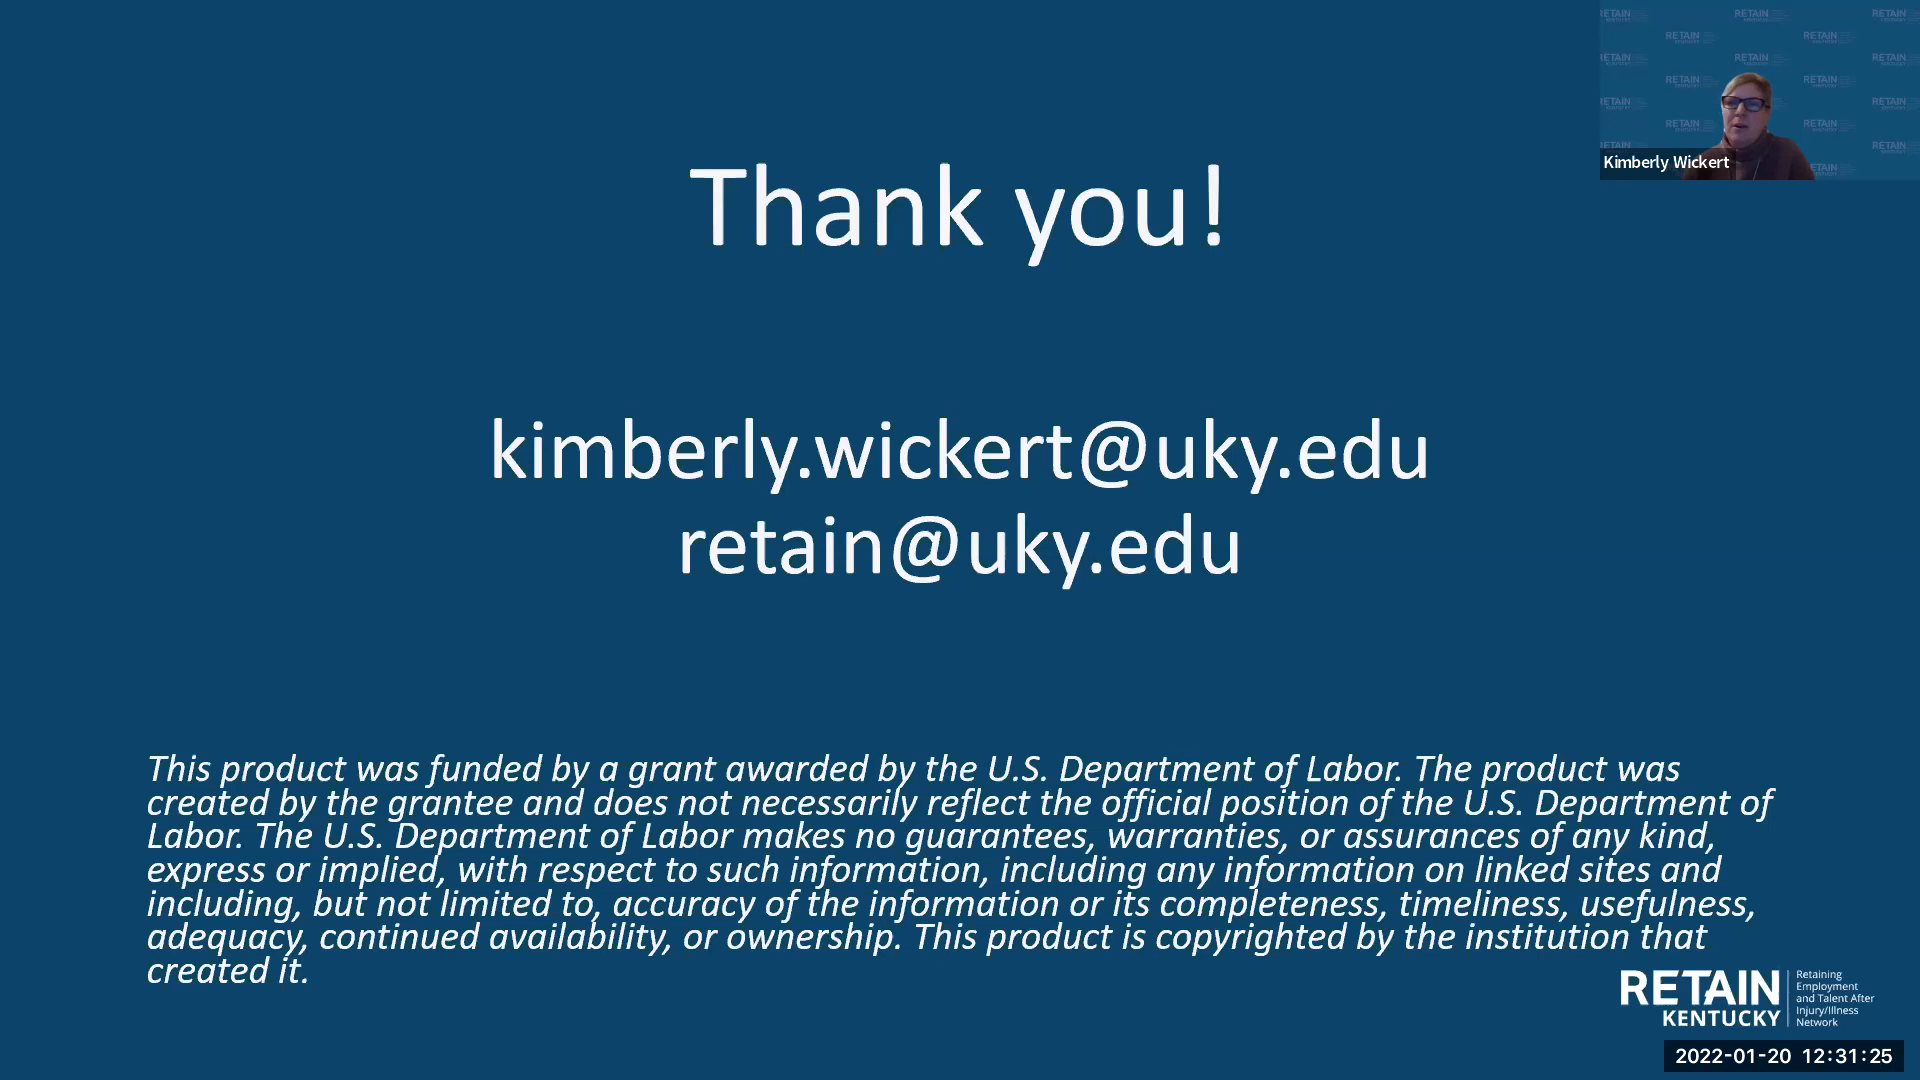 Thank you!
kimberly.wickert@uky.edu
retain@uky.edu
This product was funded by a grant awarded by the U.S. Department of Labor. The product was
created by the grantee and does not necessarily reflect the official position of the U.S. Department of
Labor. The U.S. Department of Labor makes no guarantees, warranties, or assurances of any kind,
express or implied, with respect to such information, including any information on linked sites and
including, but not limited to, accuracy of the information or its completeness, timeliness, usefulness,
adequacy, continued availability, or ownership. This product is copyrighted by the institution that
created it.
RETAIN
KENTUCKY
Retaining
Employment
and Talent After
Injury/Illness
Network
Kimberly Wickert
2022-01-20 12:31:25